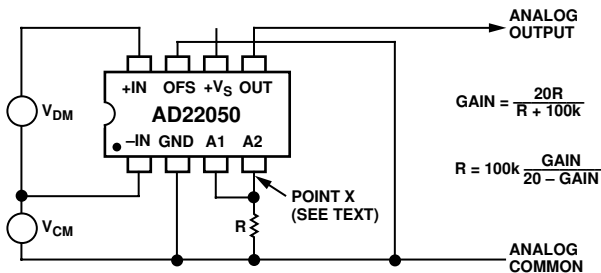 ANALOG
OUTPUT
+IN OFS +VS OUT
AD22050
–IN GND A1 A2
VDM
VCM
GAIN = 20R / R + 100k
R = 100k GAIN / 20 – GAIN
POINT X
(SEE TEXT)
R
ANALOG
COMMON